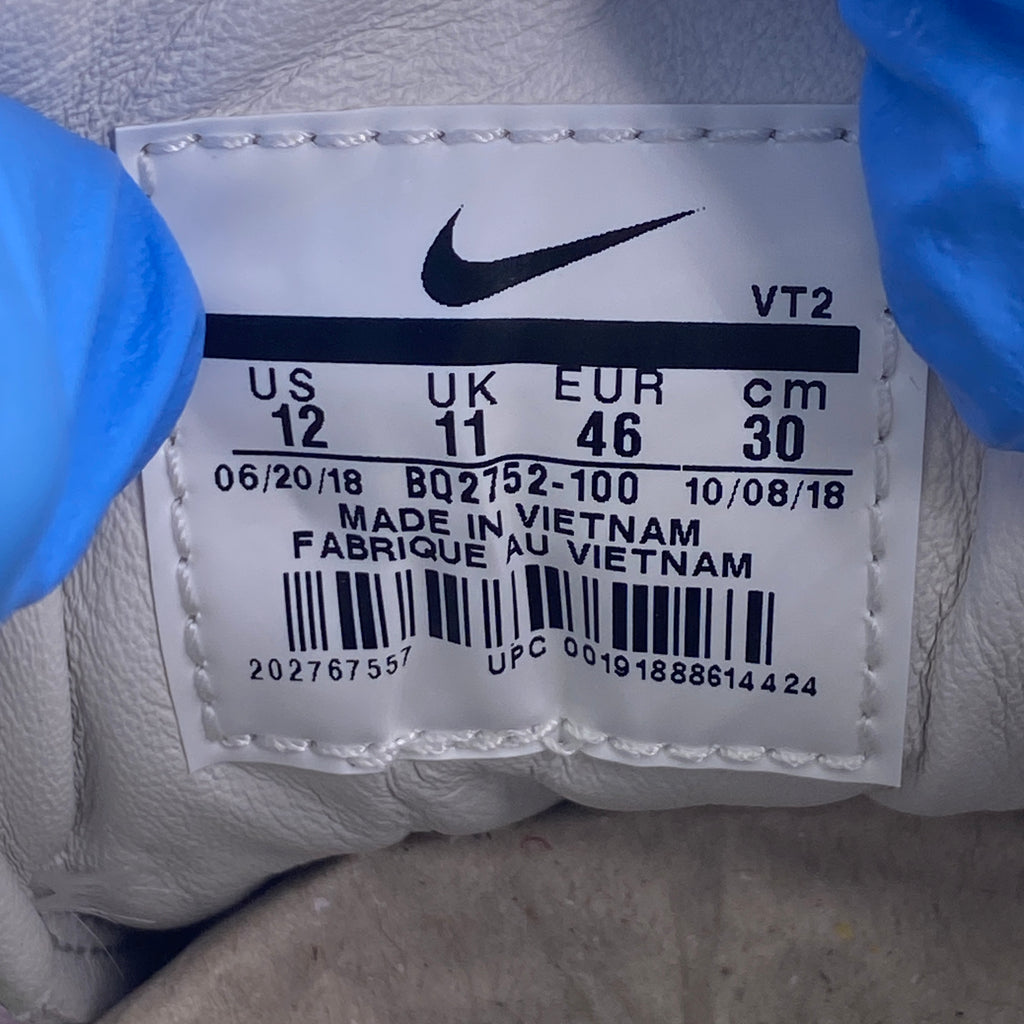 VT2
US UK EUR cm
12 11 46 30
06/20/18 BQ2752-100 10/08/18
MADE IN VIETNAM
FABRIQUE AU VIETNAM
202767557 UPC 00191888614424